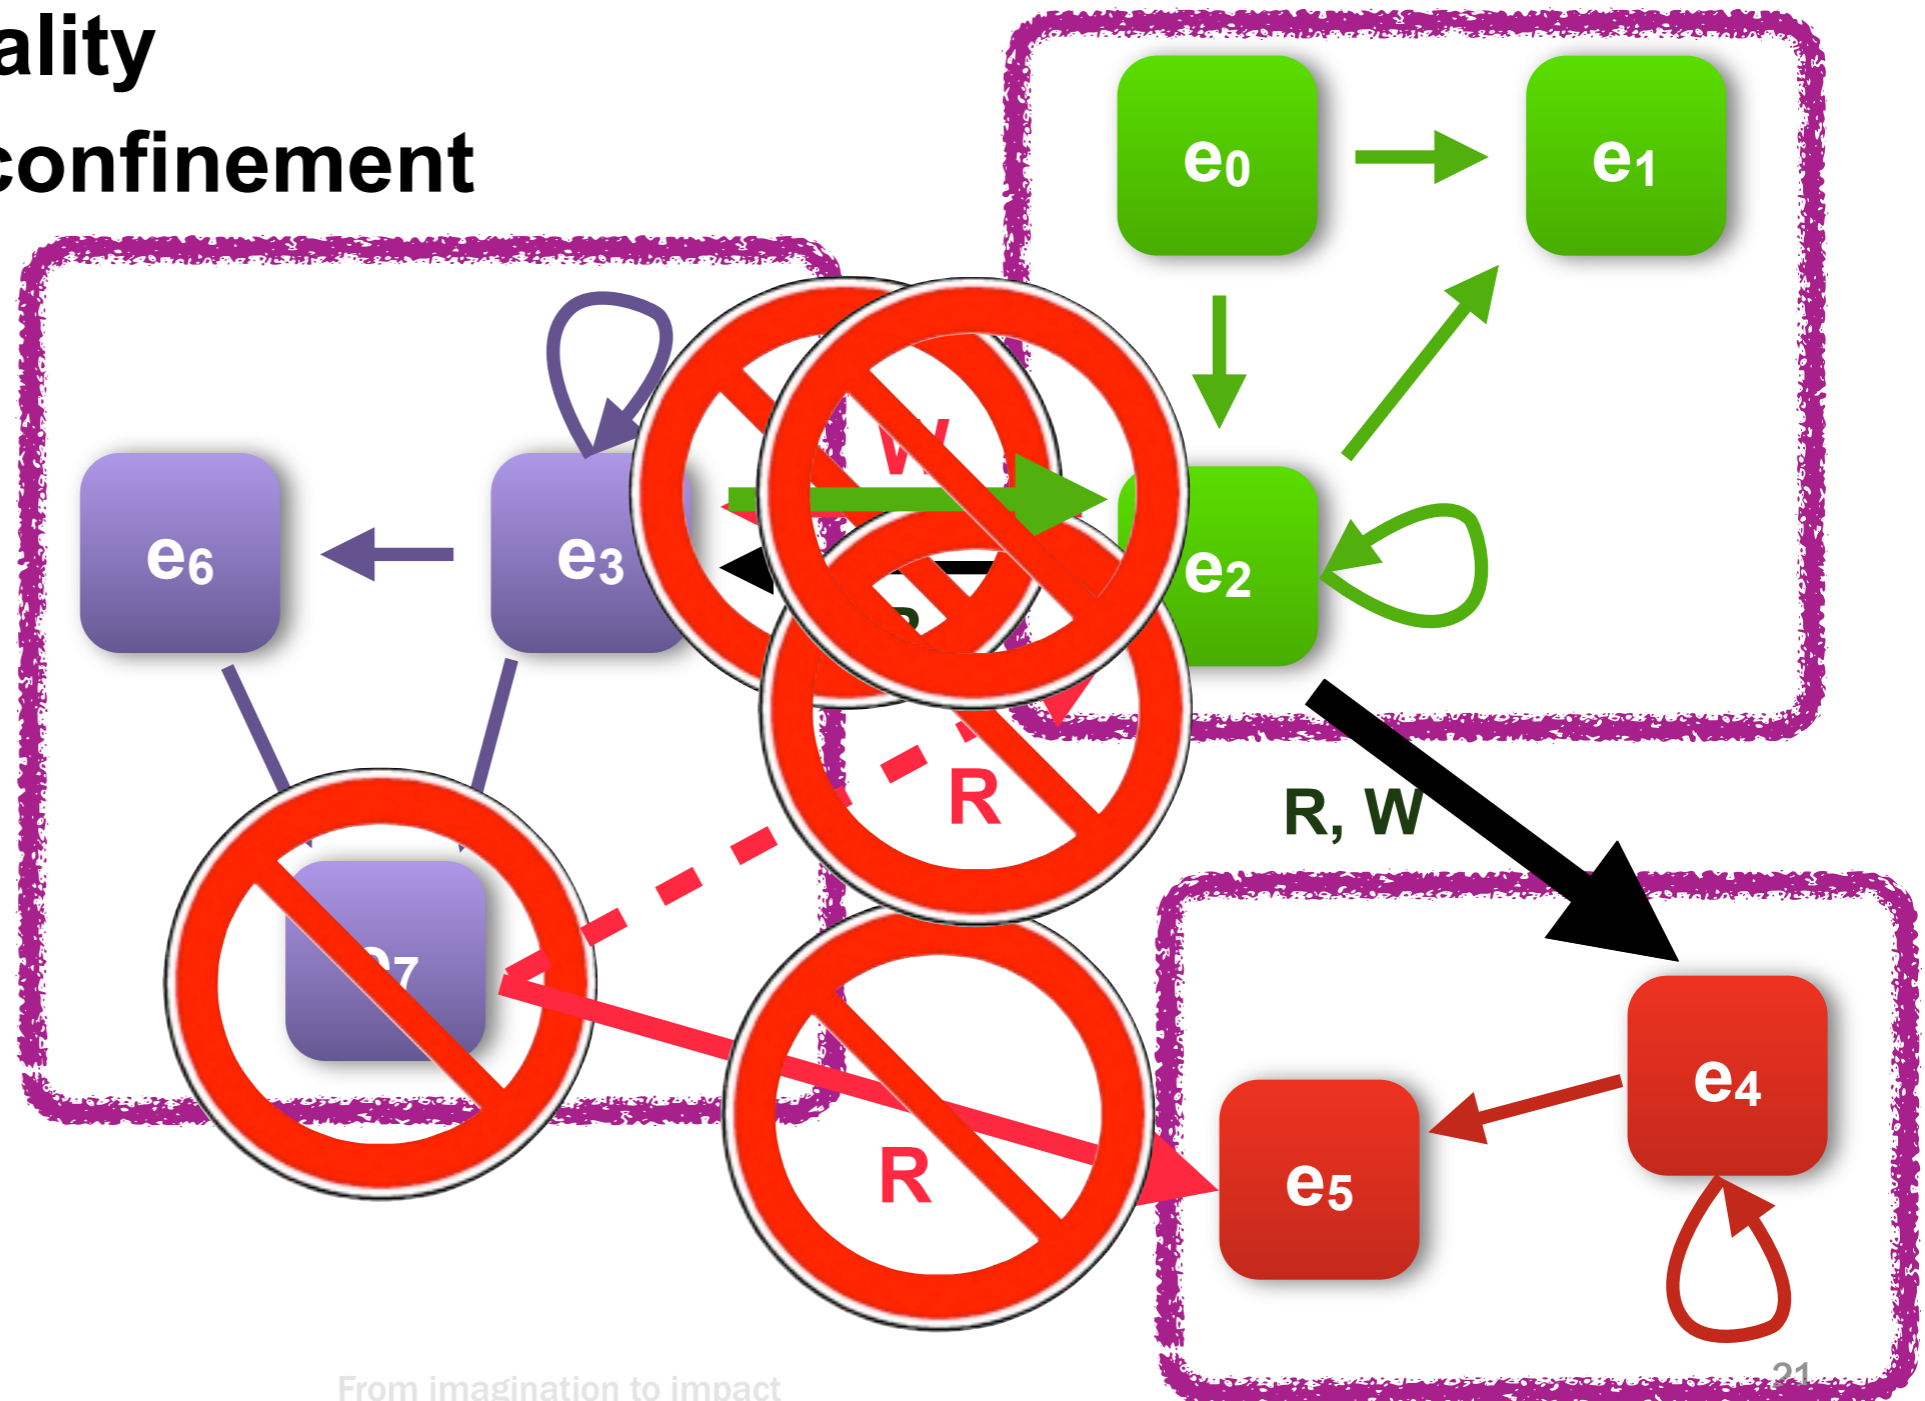 ality
confinement
e0
e1
W
e6
e3
e2
R
R, W
e4
e5
R
From imagination to impact
21